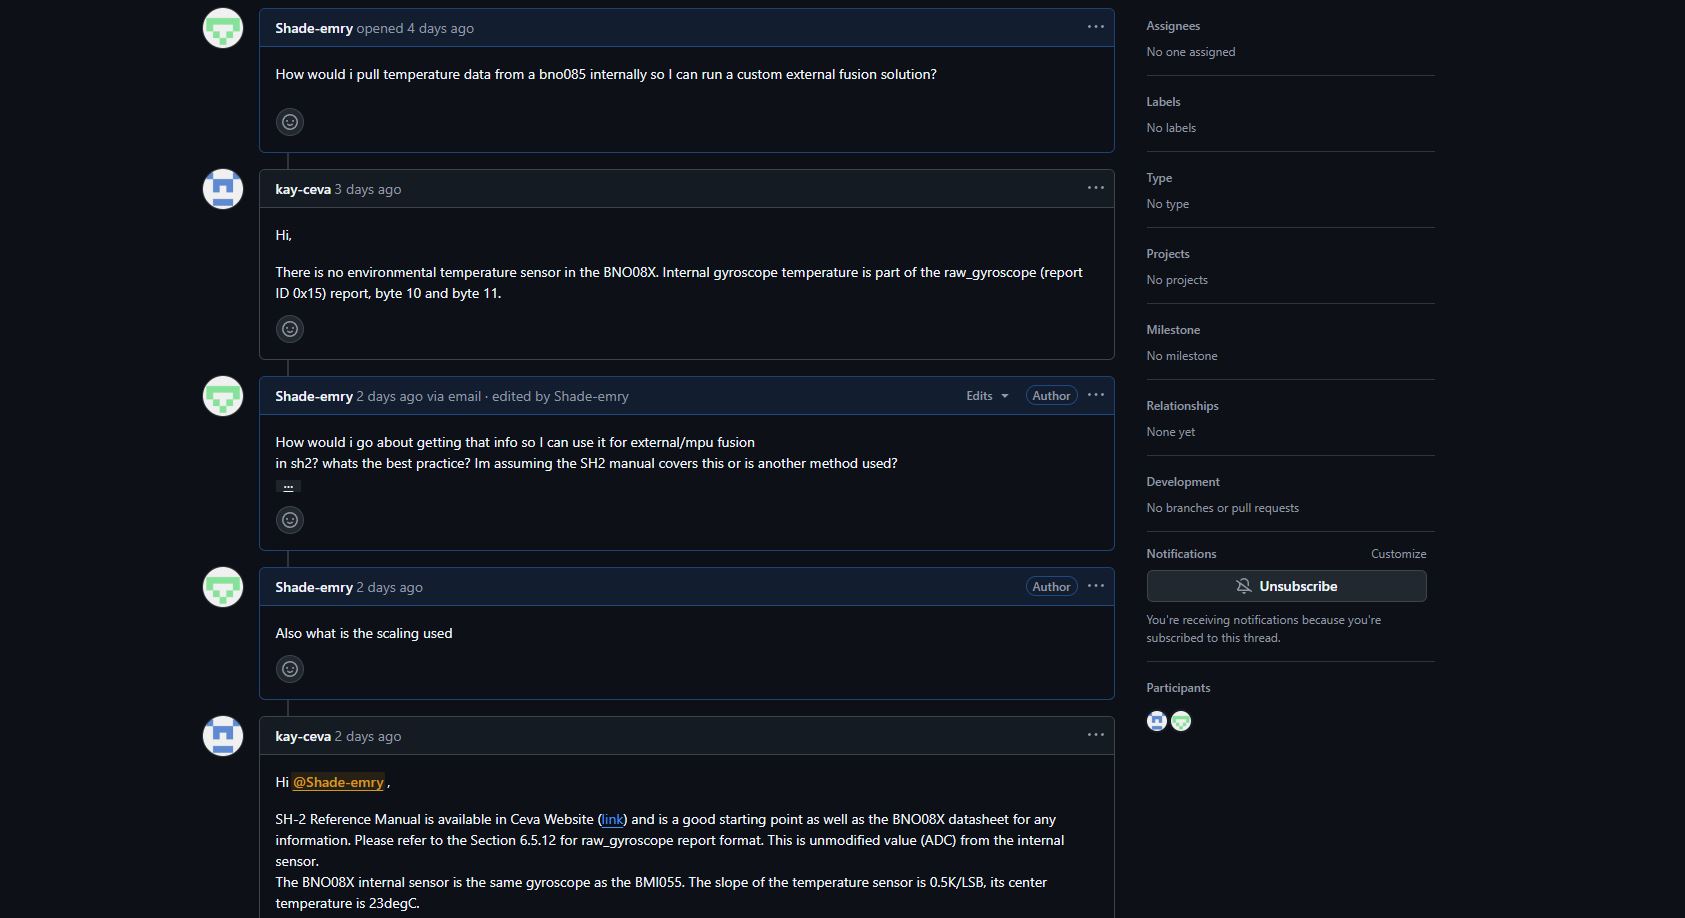 Shade-emry opened 4 days ago
How would i pull temperature data from a bno085 internally so I can run a custom external fusion solution?
kay-ceva 3 days ago
Hi,
There is no environmental temperature sensor in the BNO08X. Internal gyroscope temperature is part of the raw_gyroscope (report
ID 0x15) report, byte 10 and byte 11.
Shade-emry 2 days ago via email · edited by Shade-emry
Edits
Author
How would i go about getting that info so I can use it for external/mpu fusion
in sh2? whats the best practice? Im assuming the SH2 manual covers this or is another method used?
...
Shade-emry 2 days ago
Author
Also what is the scaling used
kay-ceva 2 days ago
Hi @Shade-emry ,
SH-2 Reference Manual is available in Ceva Website (link) and is a good starting point as well as the BNO08X datasheet for any
information. Please refer to the Section 6.5.12 for raw_gyroscope report format. This is unmodified value (ADC) from the internal
sensor.
The BNO08X internal sensor is the same gyroscope as the BMI055. The slope of the temperature sensor is 0.5K/LSB, its center
temperature is 23degC.
Assignees
No one assigned
Labels
No labels
Type
No type
Projects
No projects
Milestone
No milestone
Relationships
None yet
Development
No branches or pull requests
Notifications
Customize
Unsubscribe
You're receiving notifications because you're
subscribed to this thread.
Participants